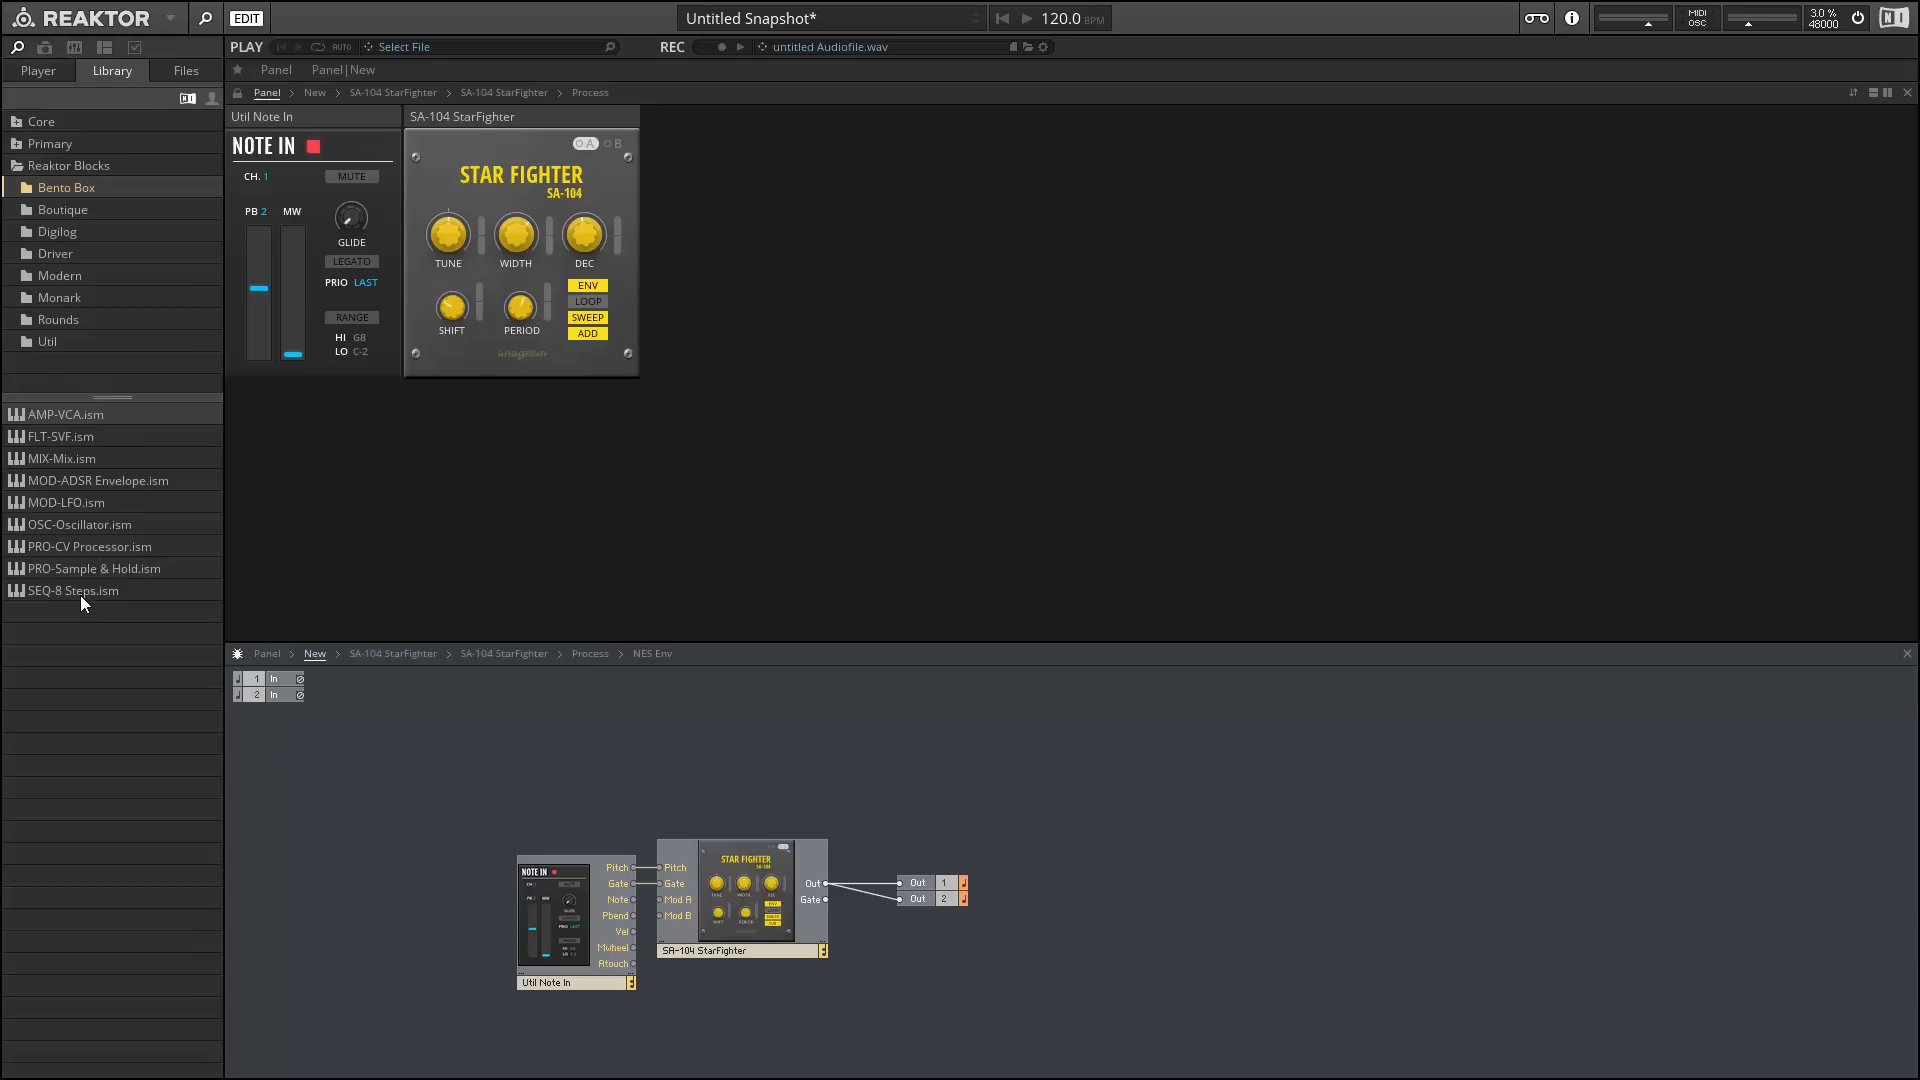 REAKTOR
EDIT
Untitled Snapshot*
120.0 BPM
MIDI
OSC
3.0 %
48000
PLAY
AUTO
Select File
REC
untitled Audiofile.wav
Player
Library
Files
Panel
Panel|New
Panel
New
SA-104 StarFighter
SA-104 StarFighter
Process
Core
Primary
Reaktor Blocks
Bento Box
Boutique
Digilog
Driver
Modern
Monark
Rounds
Util
AMP-VCA.ism
FLT-SVF.ism
MIX-Mix.ism
MOD-ADSR Envelope.ism
MOD-LFO.ism
OSC-Oscillator.ism
PRO-CV Processor.ism
PRO-Sample & Hold.ism
SEQ-8 Steps.ism
Util Note In
NOTE IN
CH. 1
MUTE
PB 2
MW
GLIDE
LEGATO
PRIO LAST
RANGE
HI G8
LO C-2
SA-104 StarFighter
A
B
STAR FIGHTER
SA-104
TUNE
WIDTH
DEC
SHIFT
PERIOD
ENV
LOOP
SWEEP
ADD
anagram
Panel
New
SA-104 StarFighter
SA-104 StarFighter
Process
NES Env
1 In
2 In
NOTE IN
Pitch
Gate
Note
Pbend
Vel
Mwheel
Atouch
Util Note In
Pitch
Gate
Mod A
Mod B
STAR FIGHTER
Out
Gate
SA-104 StarFighter
Out 1
Out 2